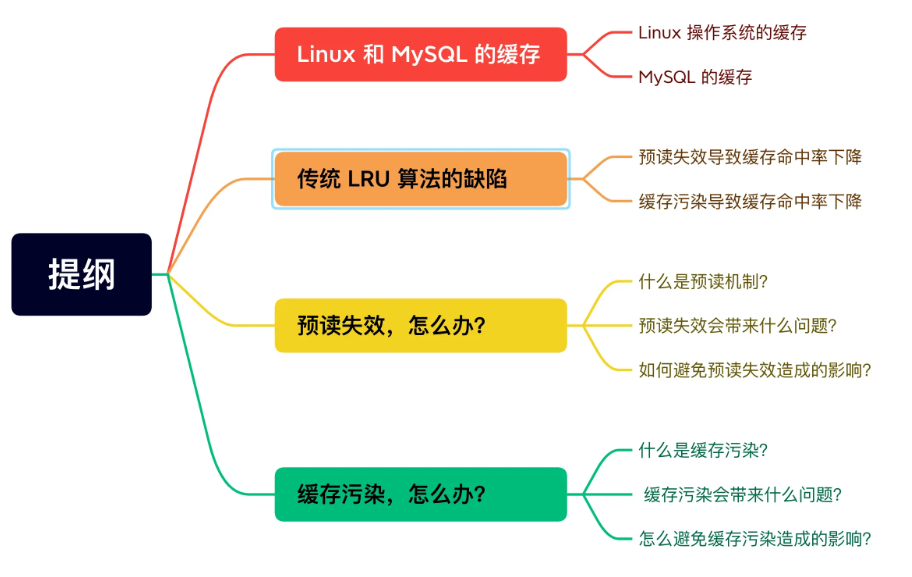 提纲
Linux 和 MySQL 的缓存
Linux 操作系统的缓存
MySQL 的缓存
传统 LRU 算法的缺陷
预读失效导致缓存命中率下降
缓存污染导致缓存命中率下降
预读失效，怎么办？
什么是预读机制？
预读失效会带来什么问题？
如何避免预读失效造成的影响？
缓存污染，怎么办？
什么是缓存污染？
缓存污染会带来什么问题？
怎么避免缓存污染造成的影响？